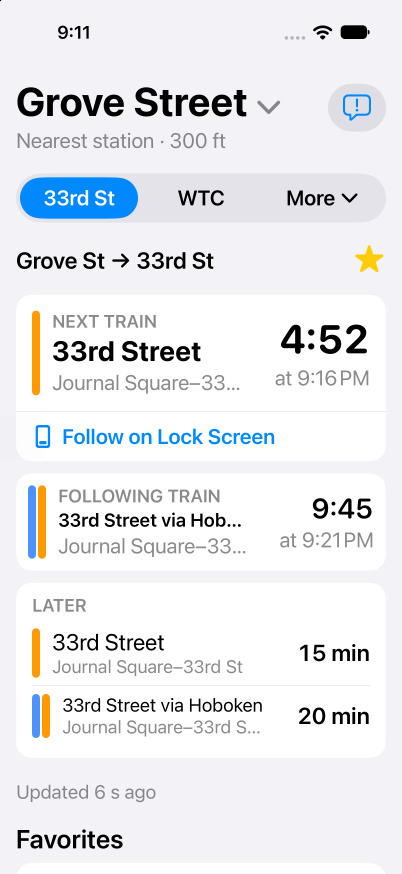 9:11
Grove Street
Nearest station · 300 ft
33rd St WTC More
Grove St → 33rd St
NEXT TRAIN
33rd Street
Journal Square–33...
4:52
at 9:16 PM
Follow on Lock Screen
FOLLOWING TRAIN
33rd Street via Hob...
Journal Square–33...
9:45
at 9:21 PM
LATER
33rd Street
Journal Square–33rd St
15 min
33rd Street via Hoboken
Journal Square–33rd S...
20 min
Updated 6 s ago
Favorites